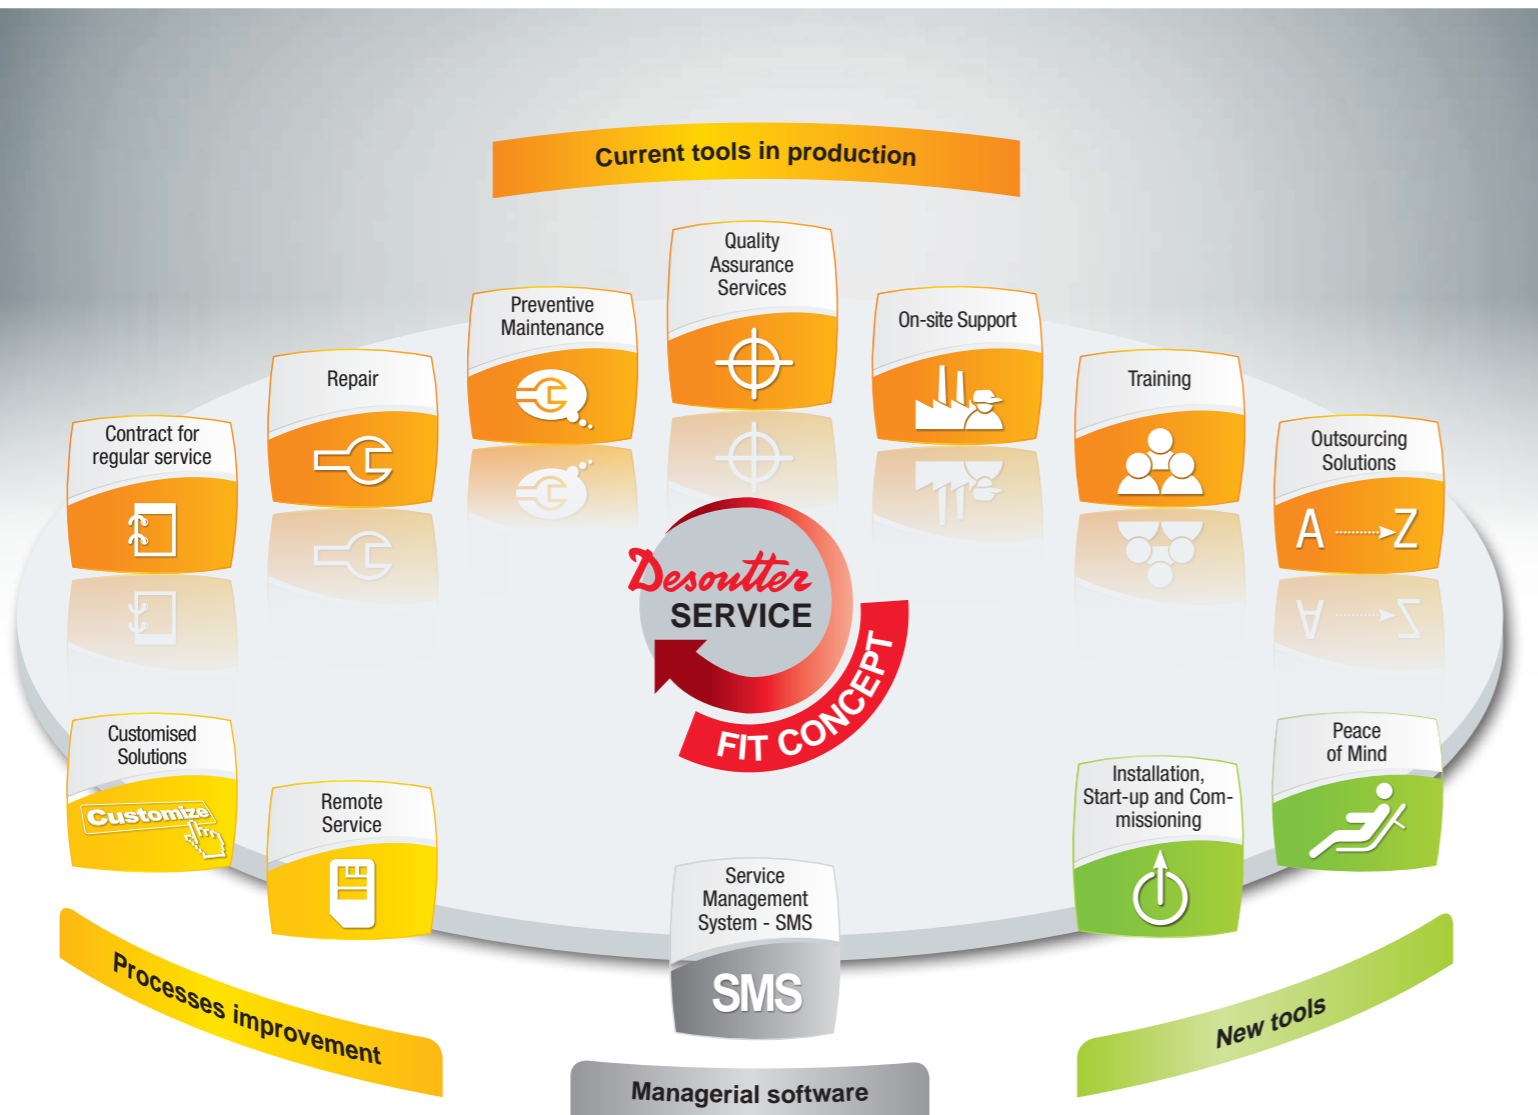 Current tools in production
Quality
Assurance
Services
Preventive
Maintenance
On-site Support
Repair
Training
Contract for
regular service
Outsourcing
Solutions
A
Z
Desoutter
SERVICE
FIT CONCEPT
Customised
Solutions
Customize
Remote
Service
Service
Management
System - SMS
SMS
Installation,
Start-up and Com-
missioning
Peace
of Mind
Processes improvement
Managerial software
New tools